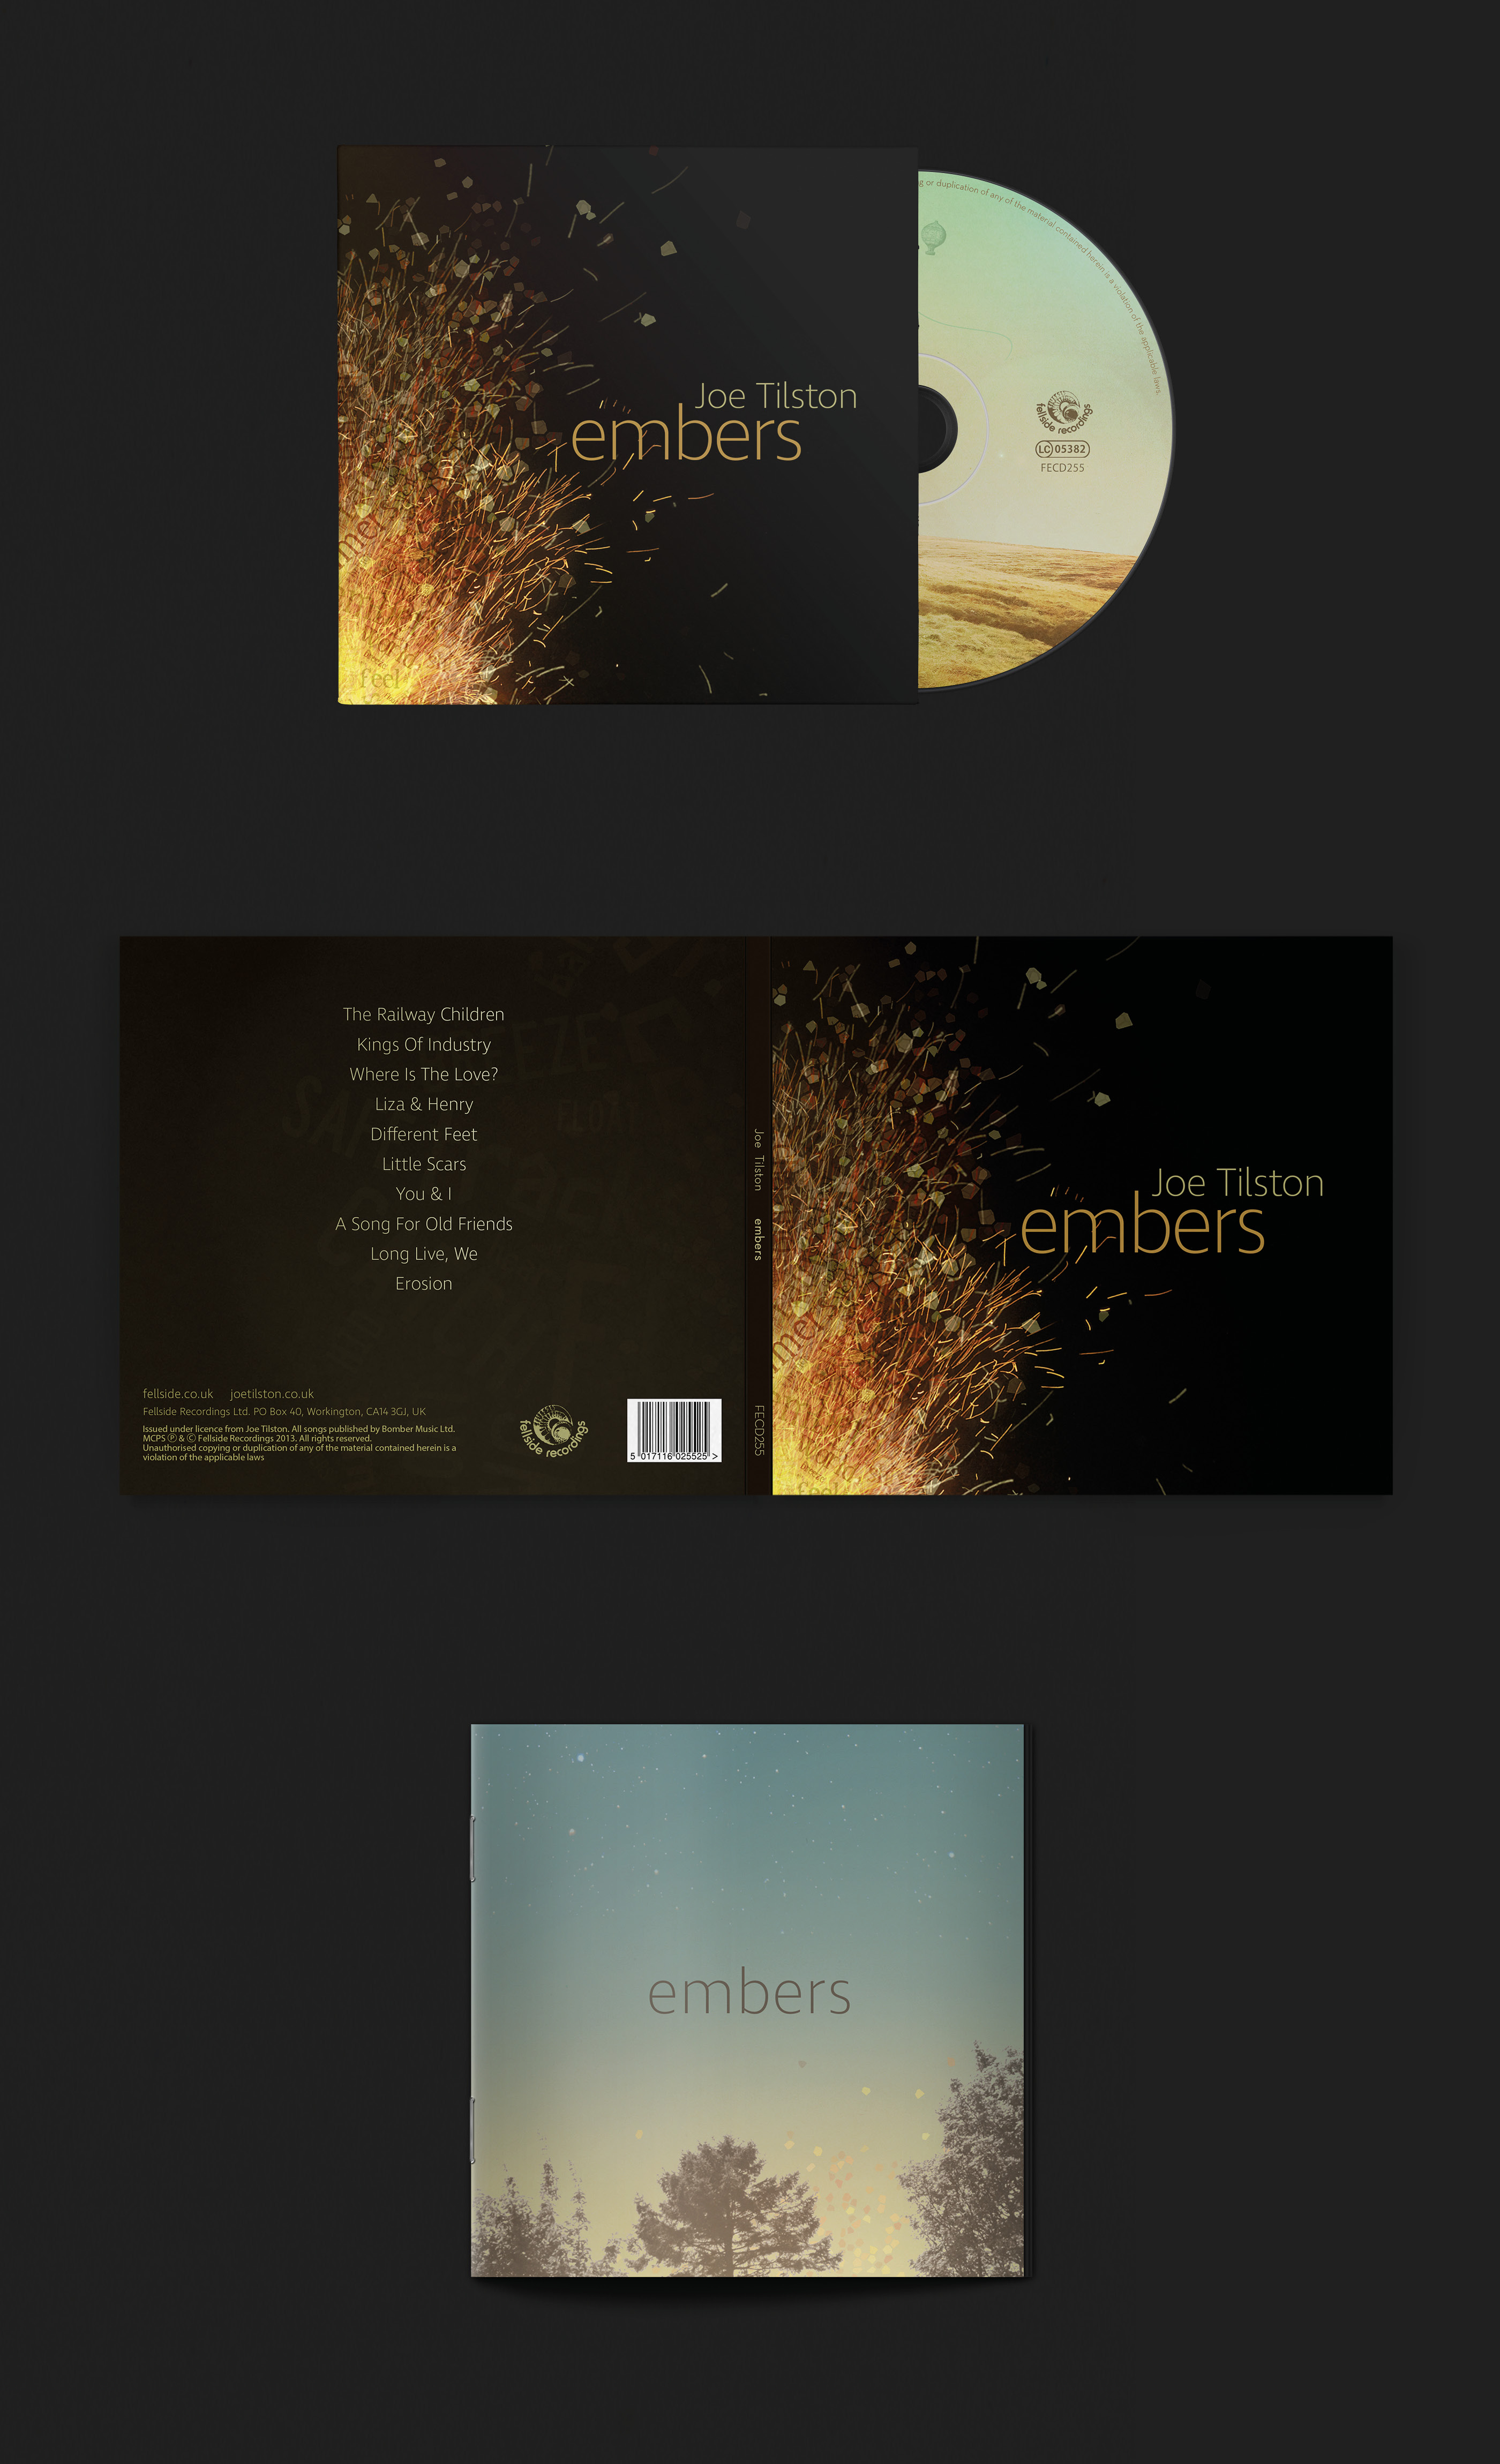 Joe Tilston
embers
mer
feel
g or duplication of any of the material contained herein is a violation of the applicable laws
fellside recordings
LC 05382
FECD255
The Railway Children
Kings Of Industry
Where Is The Love?
Liza & Henry
Different Feet
Little Scars
You & I
A Song For Old Friends
Long Live, We
Erosion
EZE
FLOAT
fellside.co.uk joetilston.co.uk
Fellside Recordings Ltd. PO Box 40, Workington, CA14 3GJ, UK
Issued under licence from Joe Tilston. All songs published by Bomber Music Ltd.
MCPS Ⓟ & © Fellside Recordings 2013. All rights reserved.
Unauthorised copying or duplication of any of the material contained herein is a
violation of the applicable laws
fellside recordings
5 017116 025525 >
Joe Tilston embers
FECD255
Joe Tilston
embers
mer
feel
embers